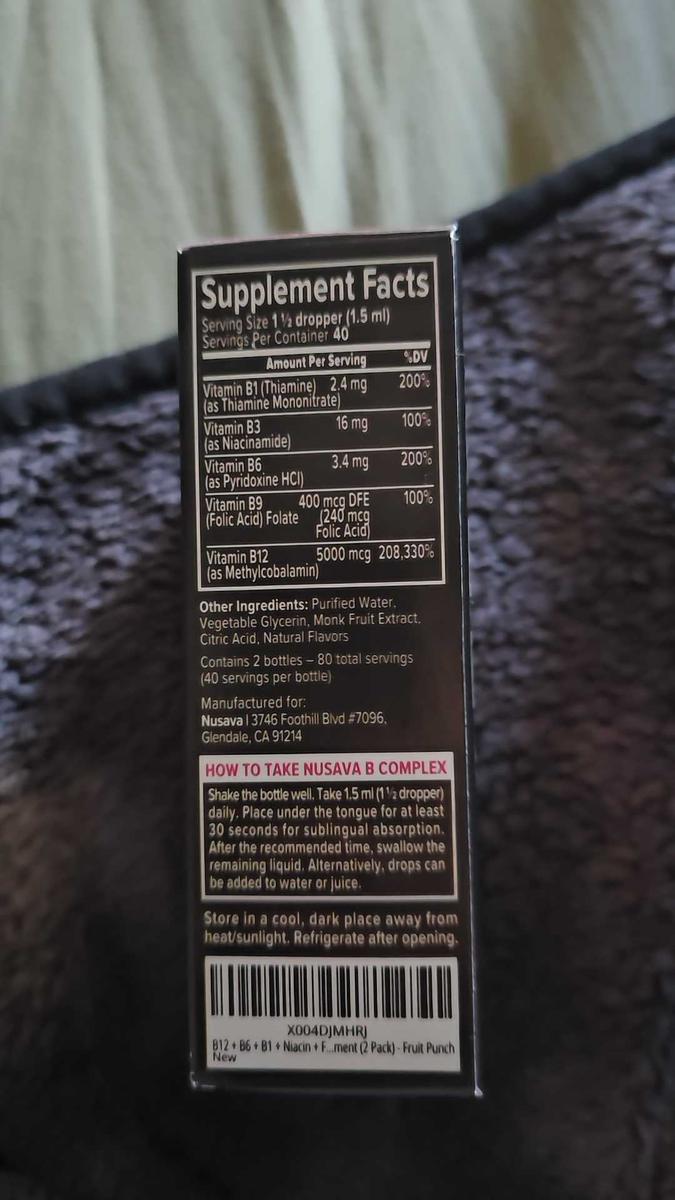 Supplement Facts
Serving Size 1 ½ dropper (1.5 ml)
Servings Per Container 40
Amount Per Serving %DV
Vitamin B1 (Thiamine) 2.4 mg 200%
(as Thiamine Mononitrate)
Vitamin B3 16 mg 100%
(as Niacinamide)
Vitamin B6 3.4 mg 200%
(as Pyridoxine HCl)
Vitamin B9 400 mcg DFE 100%
(Folic Acid) Folate (240 mcg
Folic Acid)
Vitamin B12 5000 mcg 208,330%
(as Methylcobalamin)
Other Ingredients: Purified Water,
Vegetable Glycerin, Monk Fruit Extract,
Citric Acid, Natural Flavors
Contains 2 bottles – 80 total servings
(40 servings per bottle)
Manufactured for:
Nusava | 3746 Foothill Blvd #7096,
Glendale, CA 91214
HOW TO TAKE NUSAVA B COMPLEX
Shake the bottle well. Take 1.5 ml (1 ½ dropper)
daily. Place under the tongue for at least
30 seconds for sublingual absorption.
After the recommended time, swallow the
remaining liquid. Alternatively, drops can
be added to water or juice.
Store in a cool, dark place away from
heat/sunlight. Refrigerate after opening.
X004DJMHRJ
B12 + B6 + B1 + Niacin + F...ment (2 Pack) - Fruit Punch
New